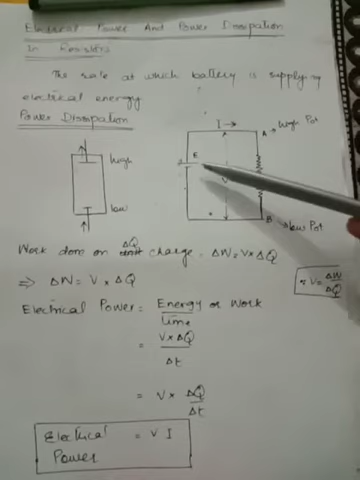 Electrical Power And Power Dissipation
In Resistors
The rate at which battery is supplying
electrical energy
Power Dissipation
I → A → High Pot
high
E
V
low
B → Low Pot
Work done on ΔQ charge = ΔW = V × ΔQ
⇒ ΔW = V × ΔQ
∵ V = ΔW/ΔQ
Electrical Power = Energy or Work
Time
= V × ΔQ
Δt
= V × ΔQ
Δt
Electrical = V I
Power